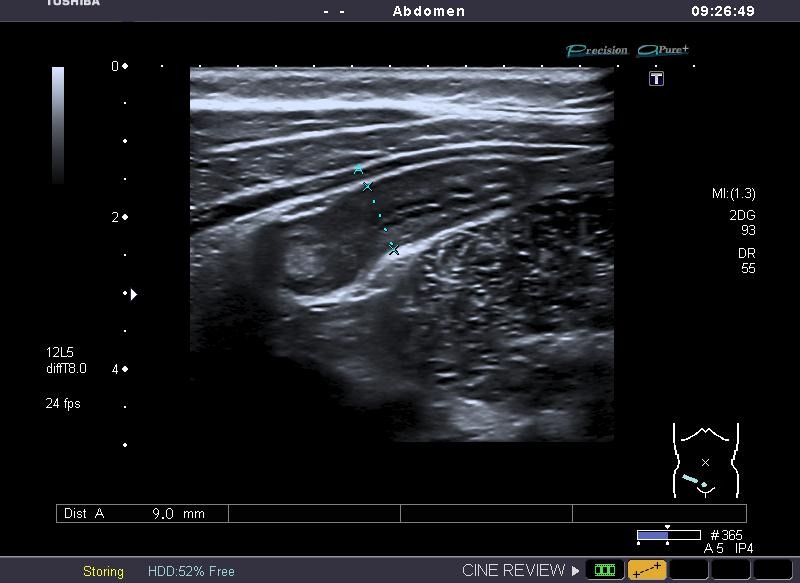 TOSHIBA
- - Abdomen 09:26:49
Precision APure+
T
0
MI:(1.3)
2
2DG
93
DR
55
12L5
diffT8.0
4
24 fps
A
Dist A 9.0 mm
#365
A 5 IP4
Storing HDD:52% Free CINE REVIEW